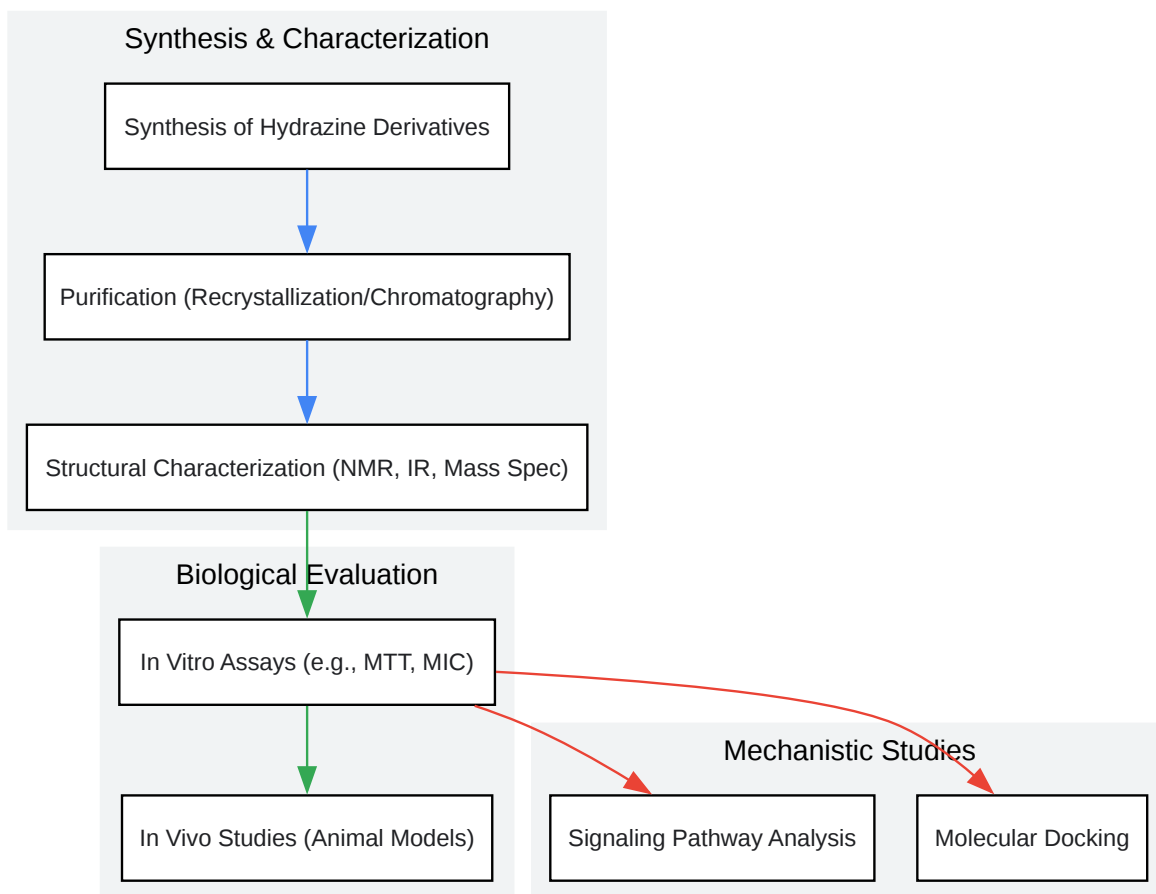 Synthesis & Characterization
Synthesis of Hydrazine Derivatives
Purification (Recrystallization/Chromatography)
Structural Characterization (NMR, IR, Mass Spec)
Biological Evaluation
In Vitro Assays (e.g., MTT, MIC)
In Vivo Studies (Animal Models)
Mechanistic Studies
Signaling Pathway Analysis
Molecular Docking